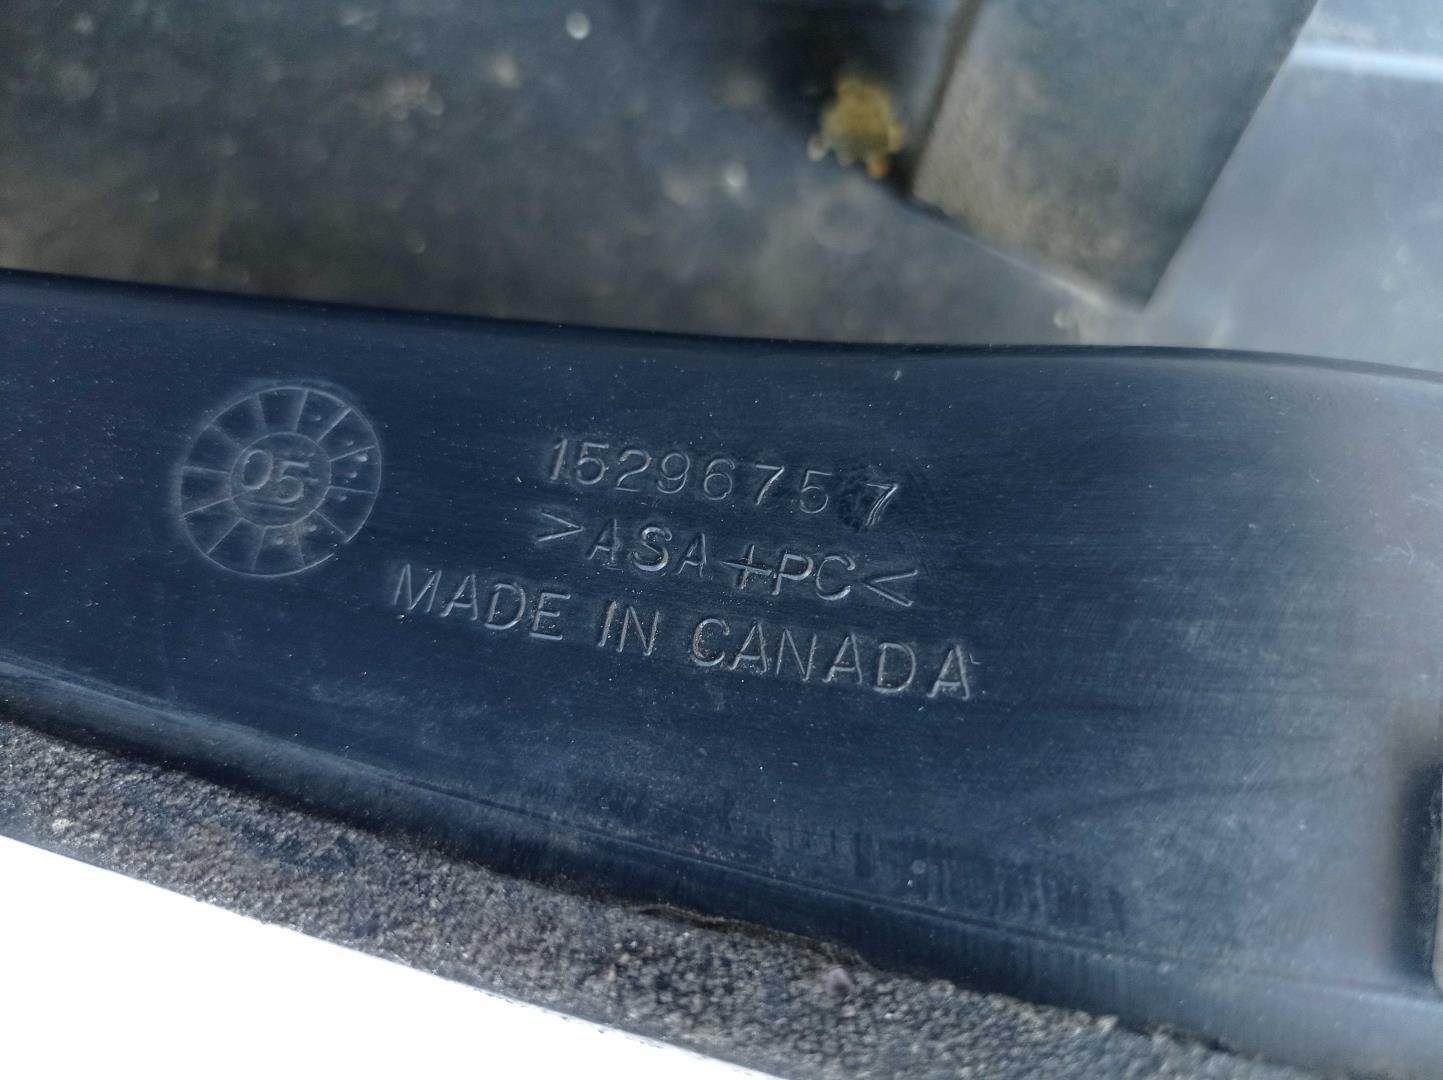 05
15296757
>ASA+PC<
MADE IN CANADA